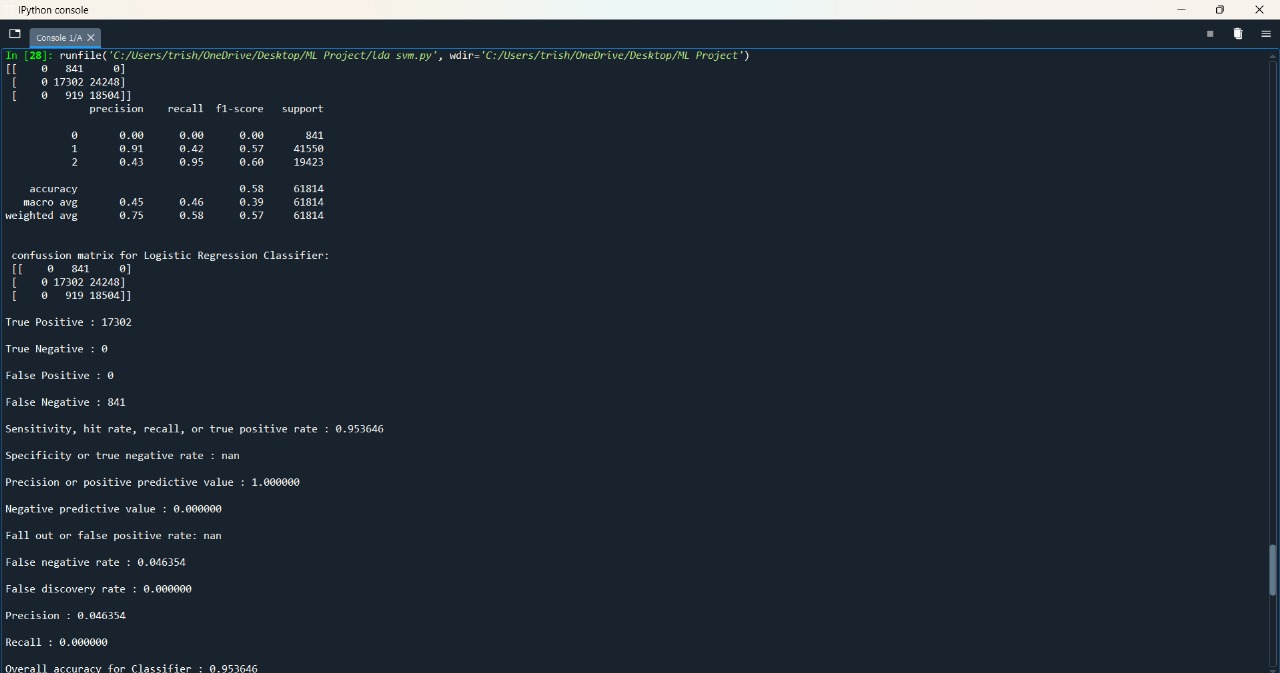 IPython console
Console 1/A
In [28]: runfile('C:/Users/trish/OneDrive/Desktop/ML Project/lda svm.py', wdir='C:/Users/trish/OneDrive/Desktop/ML Project')
[[    0   841     0]
 [    0 17302 24248]
 [    0   919 18504]]
              precision    recall  f1-score   support

           0       0.00      0.00      0.00       841
           1       0.91      0.42      0.57     41550
           2       0.43      0.95      0.60     19423

    accuracy                           0.58     61814
   macro avg       0.45      0.46      0.39     61814
weighted avg       0.75      0.58      0.57     61814

confussion matrix for Logistic Regression Classifier:
[[    0   841     0]
 [    0 17302 24248]
 [    0   919 18504]]
True Positive : 17302
True Negative : 0
False Positive : 0
False Negative : 841
Sensitivity, hit rate, recall, or true positive rate : 0.953646
Specificity or true negative rate : nan
Precision or positive predictive value : 1.000000
Negative predictive value : 0.000000
Fall out or false positive rate: nan
False negative rate : 0.046354
False discovery rate : 0.000000
Precision : 0.046354
Recall : 0.000000
Overall accuracy for Classifier : 0.953646